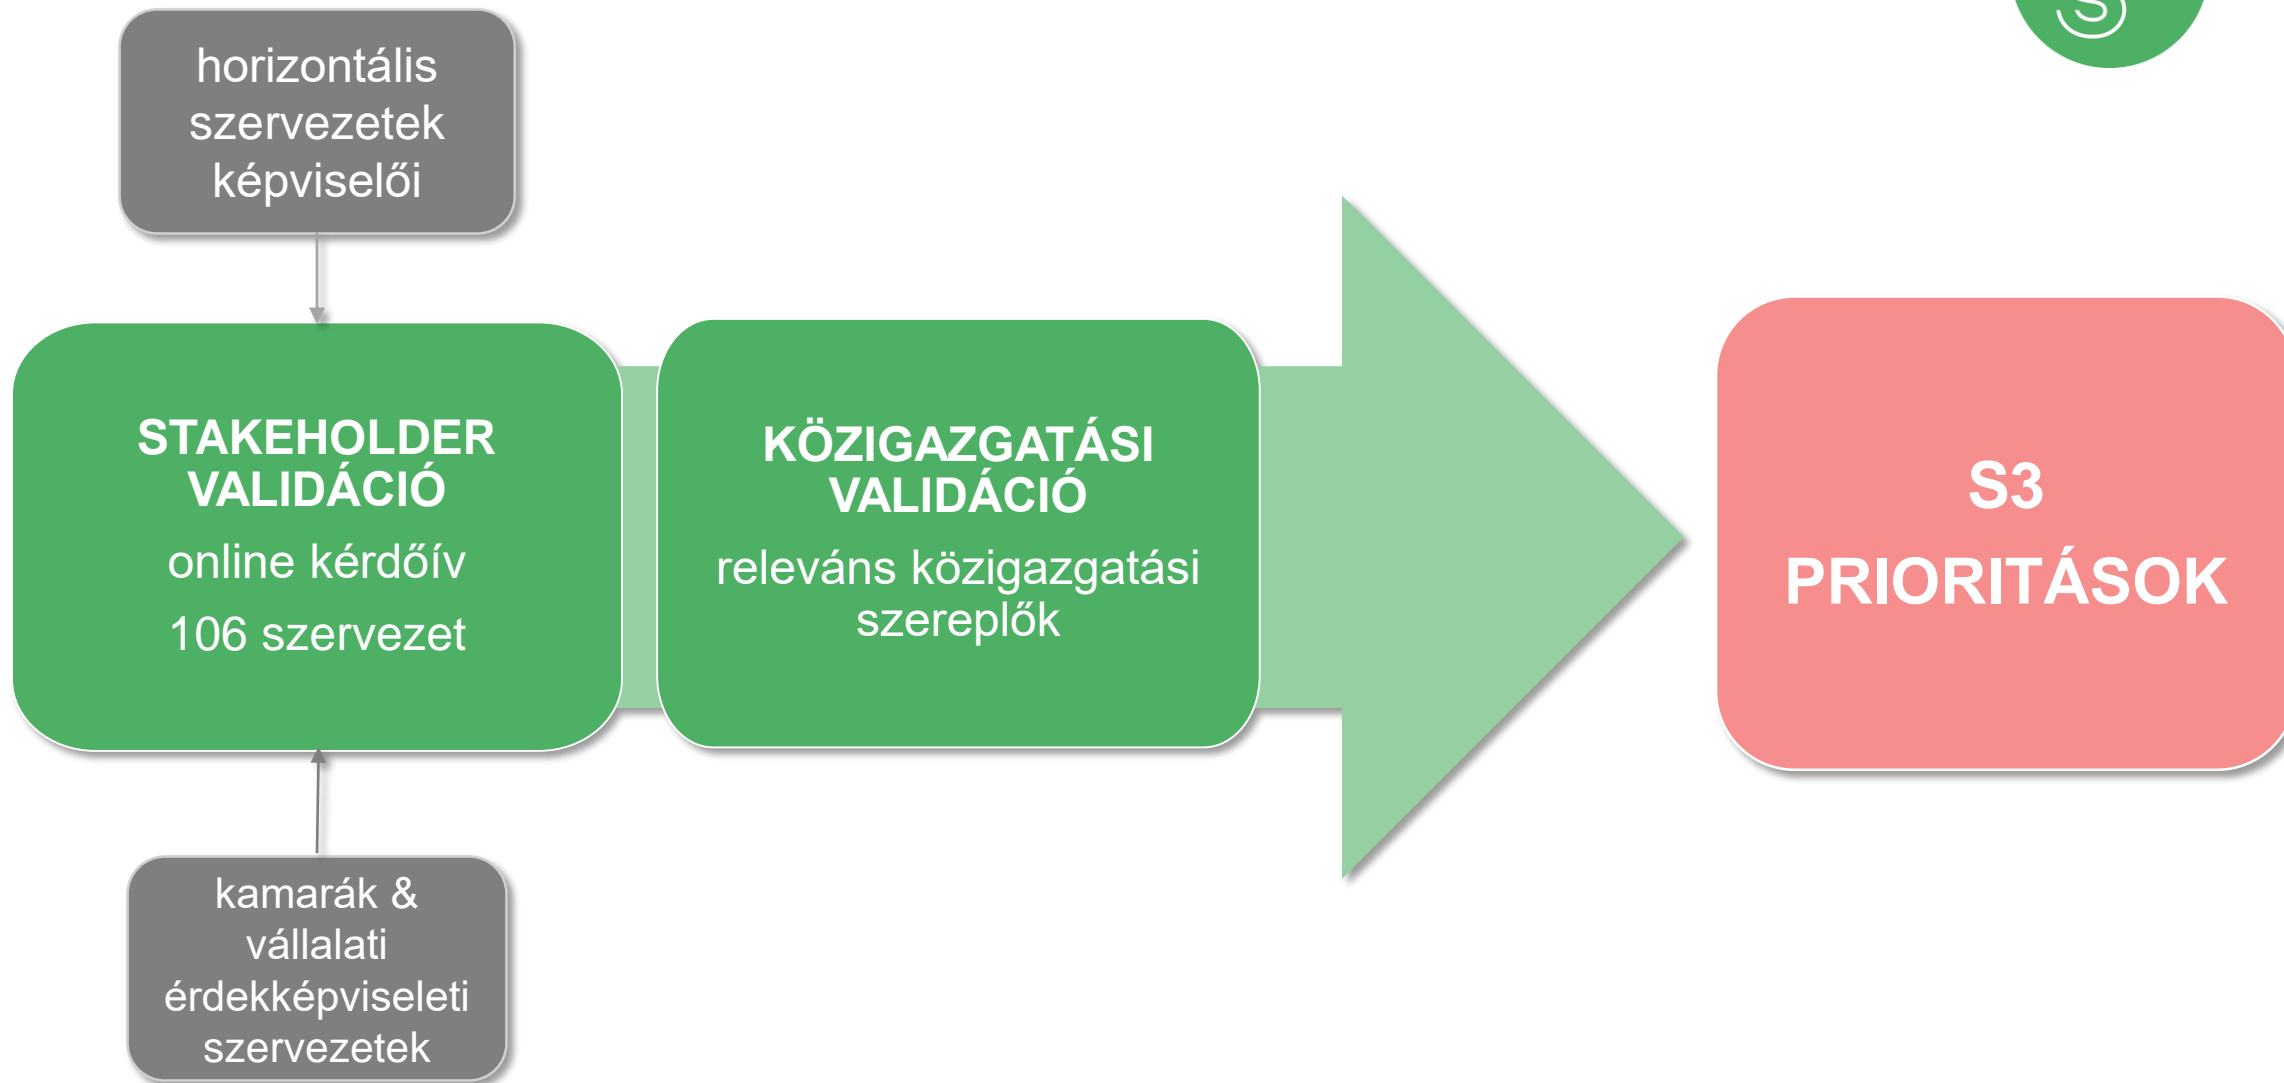 horizontális
szervezetek
képviselői
STAKEHOLDER
VALIDÁCIÓ
online kérdőív
106 szervezet
KÖZIGAZGATÁSI
VALIDÁCIÓ
releváns közigazgatási
szereplők
S3
PRIORITÁSOK
kamarák &
vállalati
érdekképviseleti
szervezetek